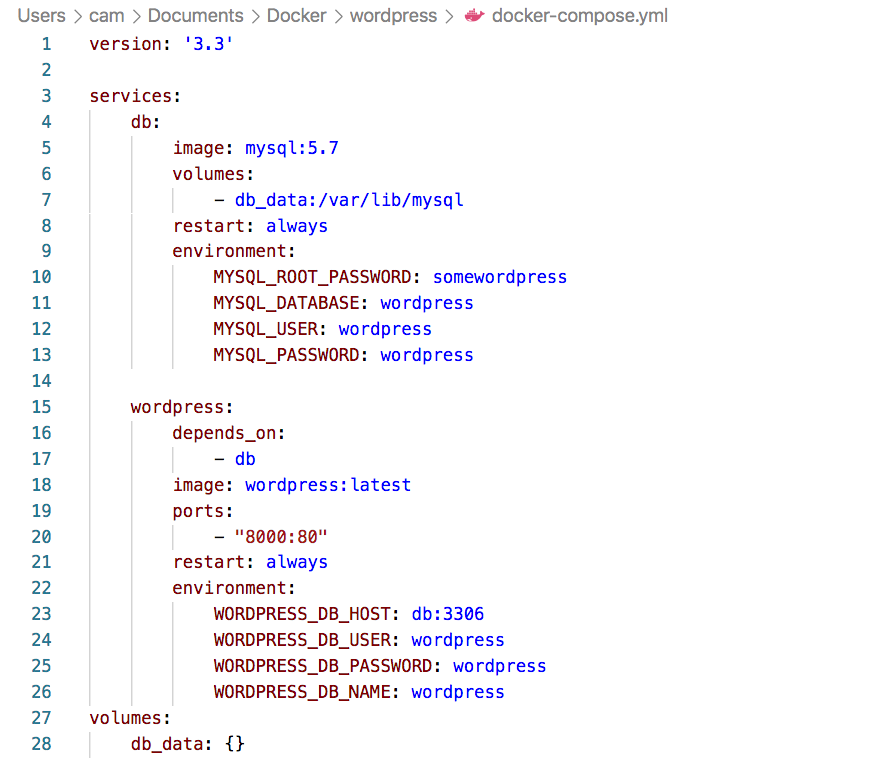 Users > cam > Documents > Docker > wordpress > docker-compose.yml
1 version: '3.3'
2
3 services:
4     db:
5         image: mysql:5.7
6         volumes:
7             - db_data:/var/lib/mysql
8         restart: always
9         environment:
10             MYSQL_ROOT_PASSWORD: somewordpress
11             MYSQL_DATABASE: wordpress
12             MYSQL_USER: wordpress
13             MYSQL_PASSWORD: wordpress
14
15     wordpress:
16         depends_on:
17             - db
18         image: wordpress:latest
19         ports:
20             - "8000:80"
21         restart: always
22         environment:
23             WORDPRESS_DB_HOST: db:3306
24             WORDPRESS_DB_USER: wordpress
25             WORDPRESS_DB_PASSWORD: wordpress
26             WORDPRESS_DB_NAME: wordpress
27 volumes:
28     db_data: {}